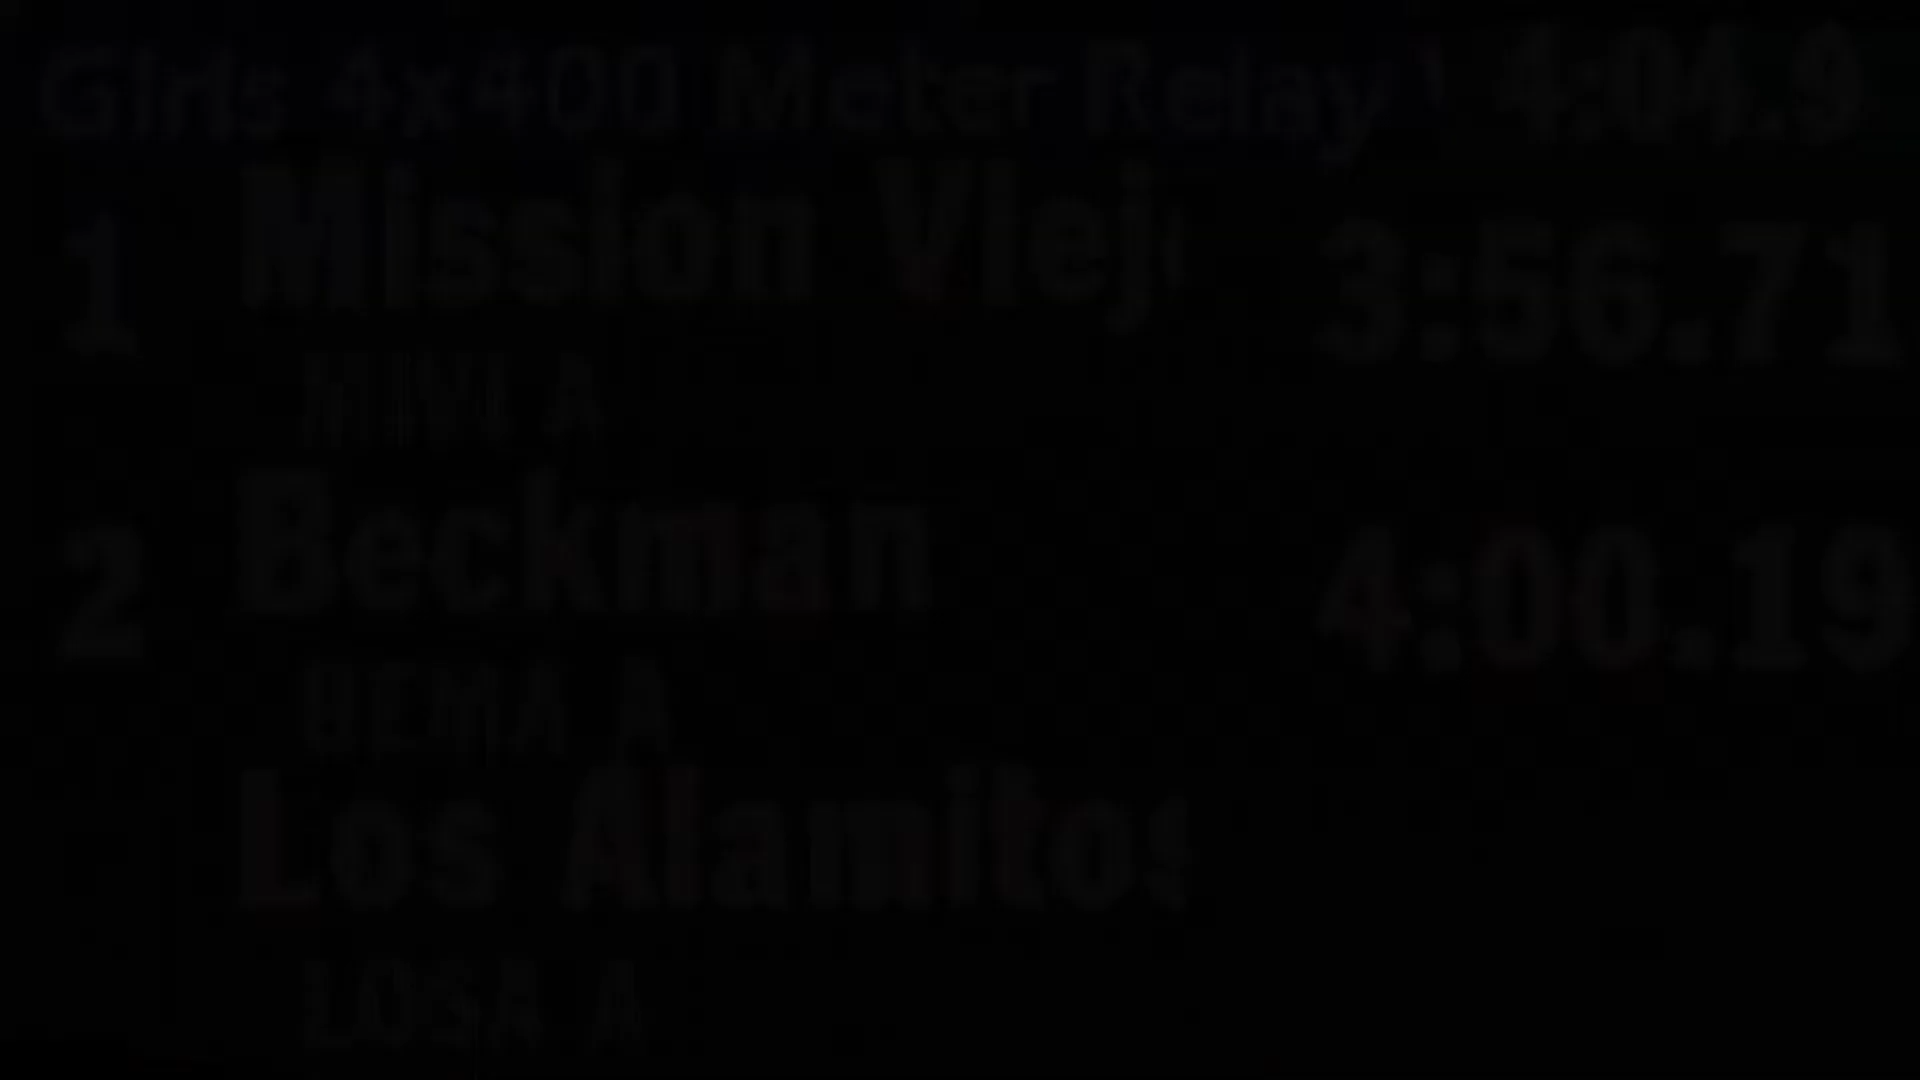 Girls 4x400 Meter Relay 4:04.9
1 Mission Viejo 3:56.71
MIVI A
2 Beckman 4:00.19
BEMA A
Los Alamitos
LOSA A